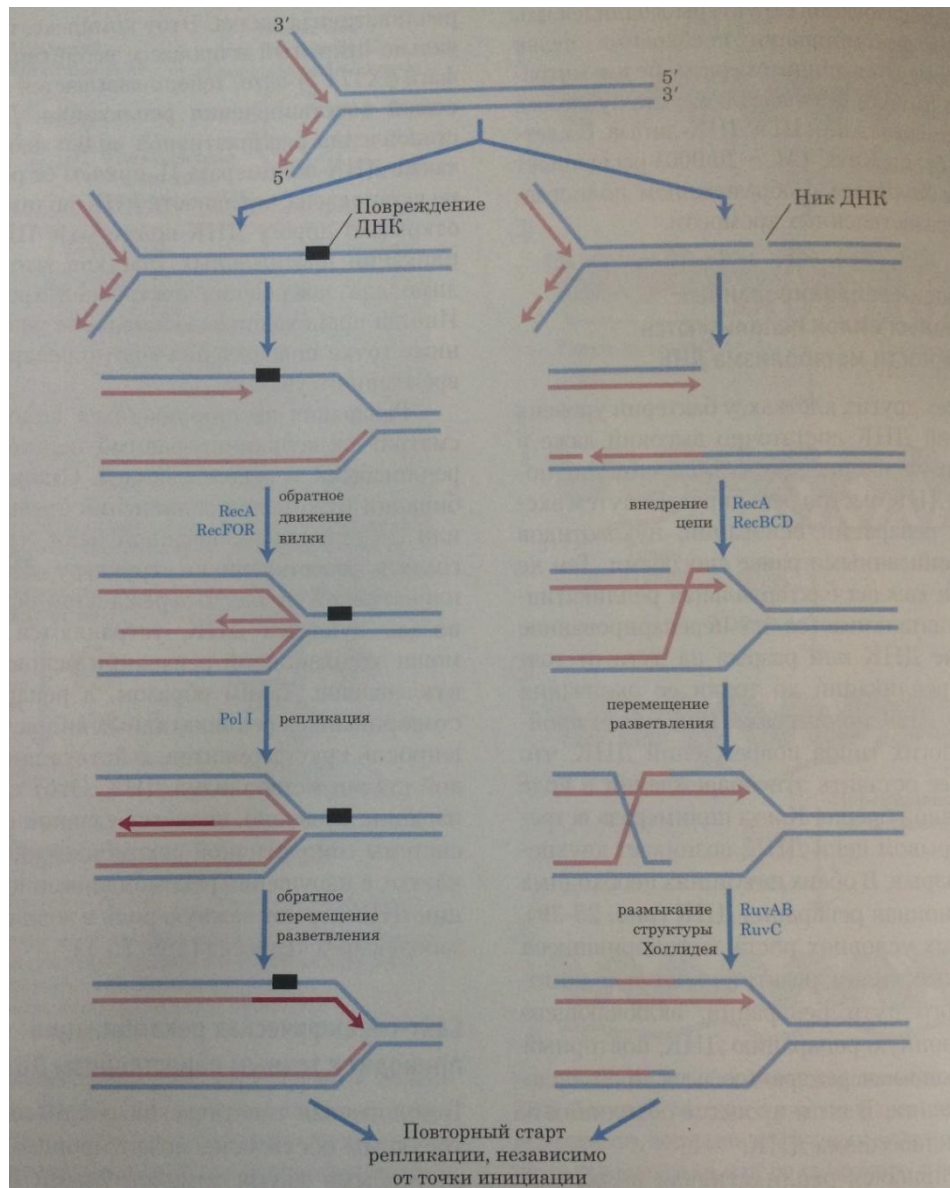 3′
5′
3′
5′
Повреждение
ДНК
Ник ДНК
RecA
RecFOR
обратное
движение
вилки
внедрение
цепи
RecA
RecBCD
Pol I
репликация
перемещение
разветвления
обратное
перемещение
разветвления
размыкание
структуры
Холлидея
RuvAB
RuvC
Повторный старт
репликации, независимо
от точки инициации